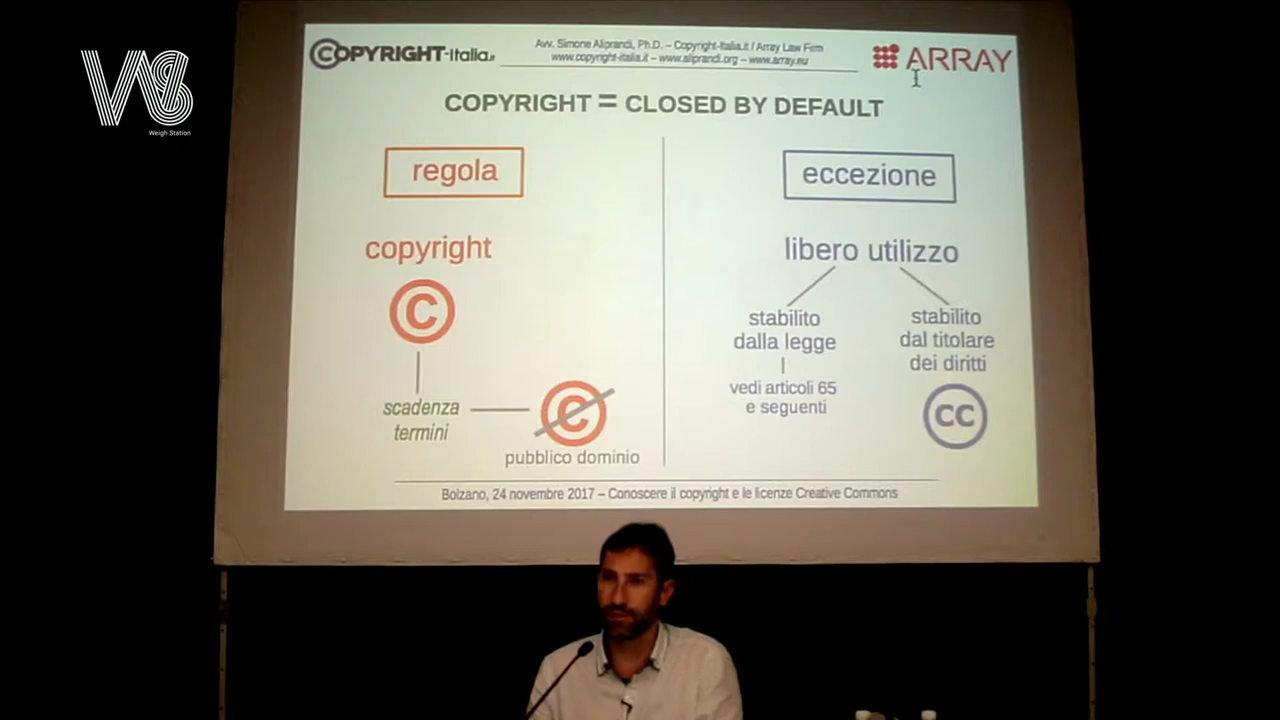 WS
Weigh Station
COPYRIGHT-Italia.it
Avv. Simone Aliprandi, Ph.D. – Copyright-Italia.it / Array Law Firm
www.copyright-italia.it – www.aliprandi.org – www.array.eu
ARRAY
COPYRIGHT = CLOSED BY DEFAULT
regola
copyright
©
scadenza
termini
©
pubblico dominio
eccezione
libero utilizzo
stabilito
dalla legge
vedi articoli 65
e seguenti
stabilito
dal titolare
dei diritti
cc
Bolzano, 24 novembre 2017 – Conoscere il copyright e le licenze Creative Commons